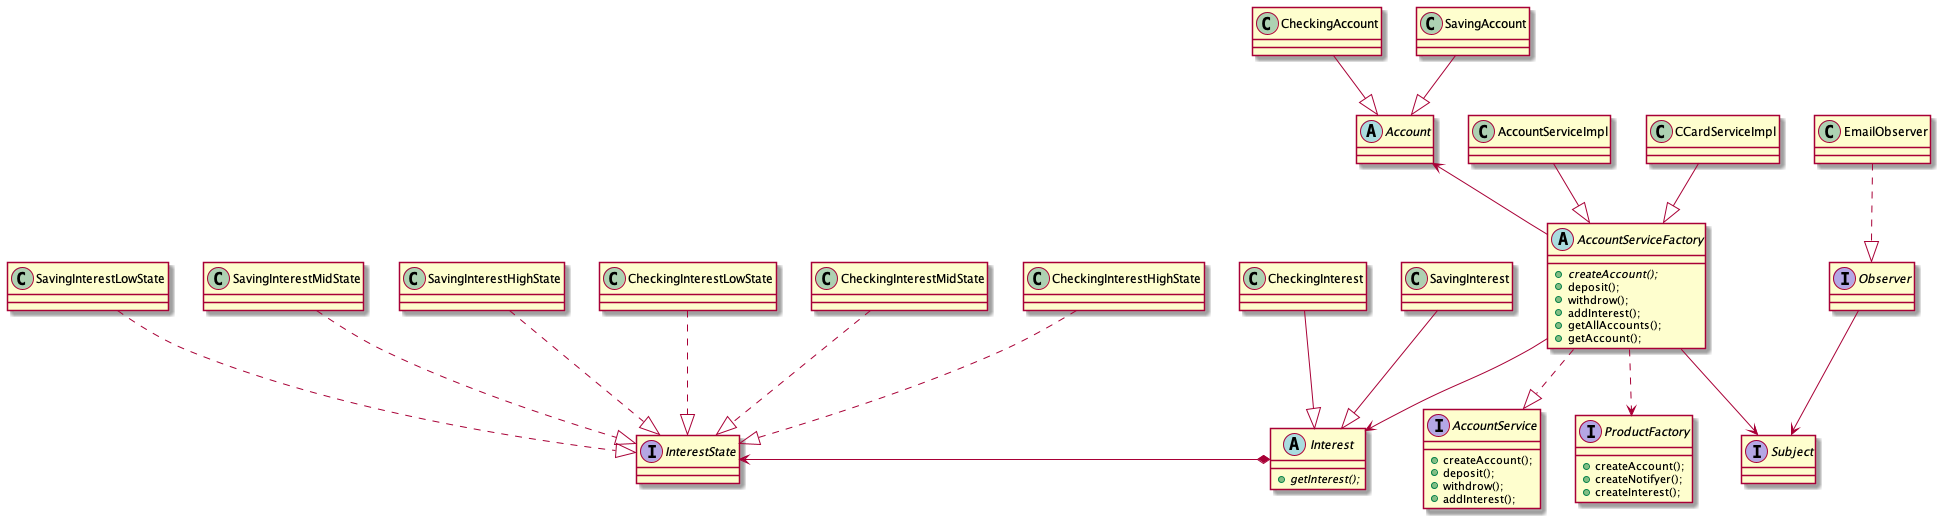 C CheckingAccount
C SavingAccount
A Account
C AccountServiceImpl
C CCardServiceImpl
C EmailObserver
C SavingInterestLowState
C SavingInterestMidState
C SavingInterestHighState
C CheckingInterestLowState
C CheckingInterestMidState
C CheckingInterestHighState
C CheckingInterest
C SavingInterest
A AccountServiceFactory
createAccount();
deposit();
withdrow();
addInterest();
getAllAccounts();
getAccount();
I Observer
I InterestState
A Interest
getInterest();
I AccountService
createAccount();
deposit();
withdrow();
addInterest();
I ProductFactory
createAccount();
createNotifyer();
createInterest();
I Subject